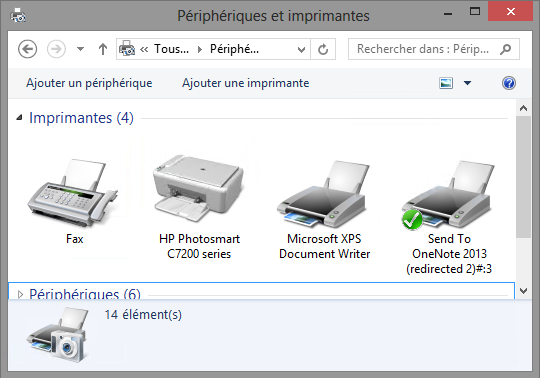 Périphériques et imprimantes
« Tous... ▸ Périphé...
Rechercher dans : Périp...
Ajouter un périphérique
Ajouter une imprimante
Imprimantes (4)
Fax
HP Photosmart
C7200 series
Microsoft XPS
Document Writer
Send To
OneNote 2013
(redirected 2)#:3
Périphériques (6)
14 élément(s)